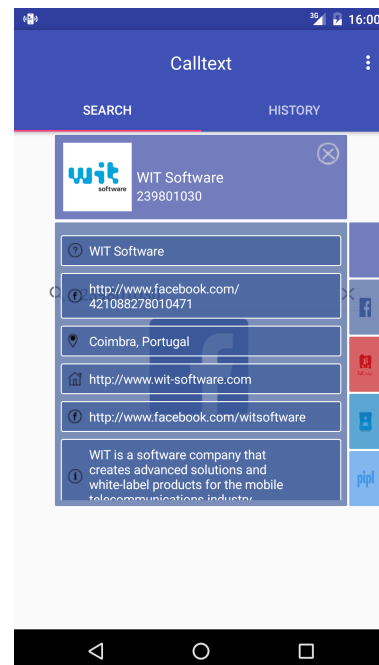 3G
16:00
Calltext
SEARCH
HISTORY
wit
software
WIT Software
239801030
WIT Software
http://www.facebook.com/
421088278010471
Coimbra, Portugal
http://www.wit-software.com
http://www.facebook.com/witsoftware
WIT is a software company that
creates advanced solutions and
white-label products for the mobile
telecommunications industry
pipl